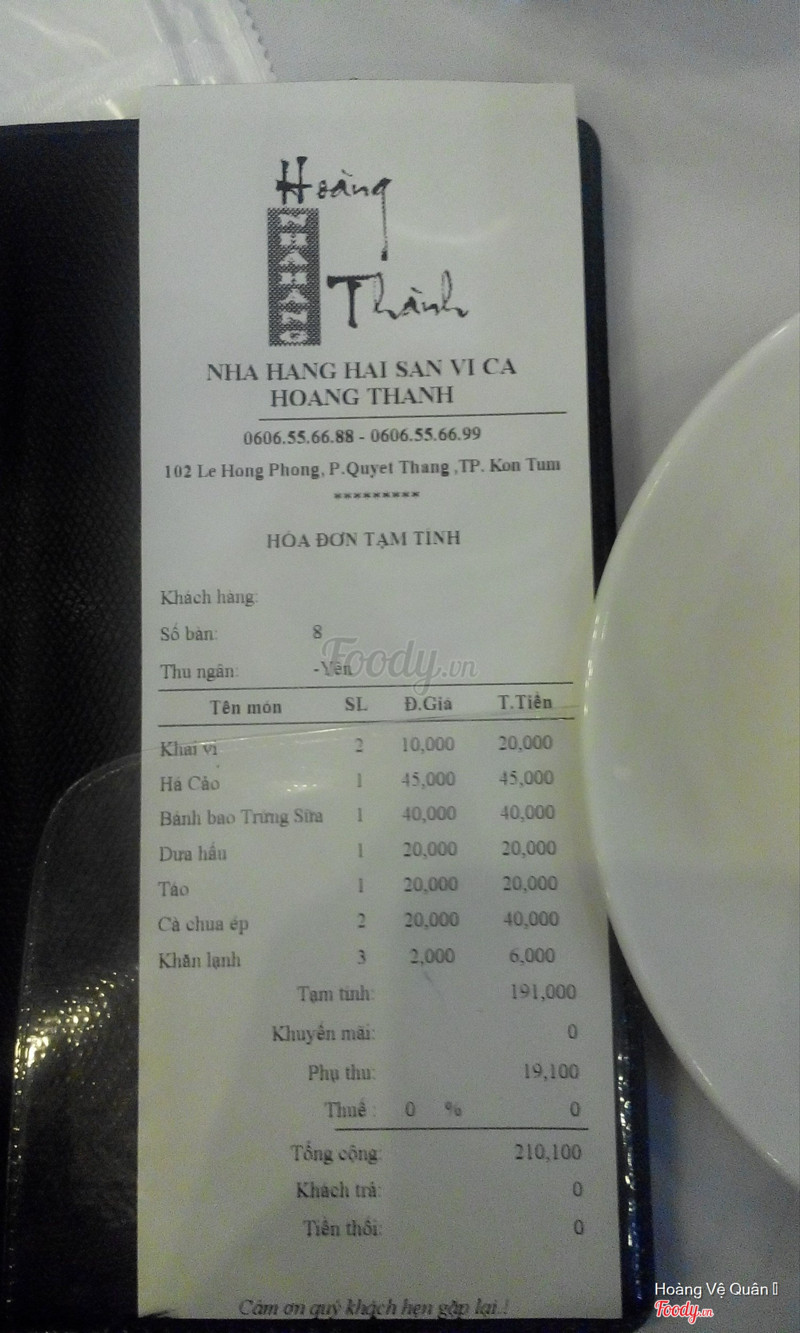 Hoàng
NHÀ HÀNG
Thành
NHA HANG HAI SAN VI CA
HOANG THANH
0606.55.66.88 - 0606.55.66.99
102 Le Hong Phong, P.Quyet Thang ,TP. Kon Tum
*********
HÓA ĐƠN TẠM TÍNH
Khách hàng:
Số bàn: 8
Thu ngân: -Yến
Foody.vn
Tên món SL Đ.Giá T.Tiền
Khai vị 2 10,000 20,000
Há Cảo 1 45,000 45,000
Bánh bao Trứng Sữa 1 40,000 40,000
Dưa hấu 1 20,000 20,000
Táo 1 20,000 20,000
Cà chua ép 2 20,000 40,000
Khăn lạnh 3 2,000 6,000
Tạm tính: 191,000
Khuyến mãi: 0
Phụ thu: 19,100
Thuế : 0 % 0
Tổng cộng: 210,100
Khách trả: 0
Tiền thối: 0
Cảm ơn quý khách hẹn gặp lại.!
Hoàng Vệ Quân
Foody.vn